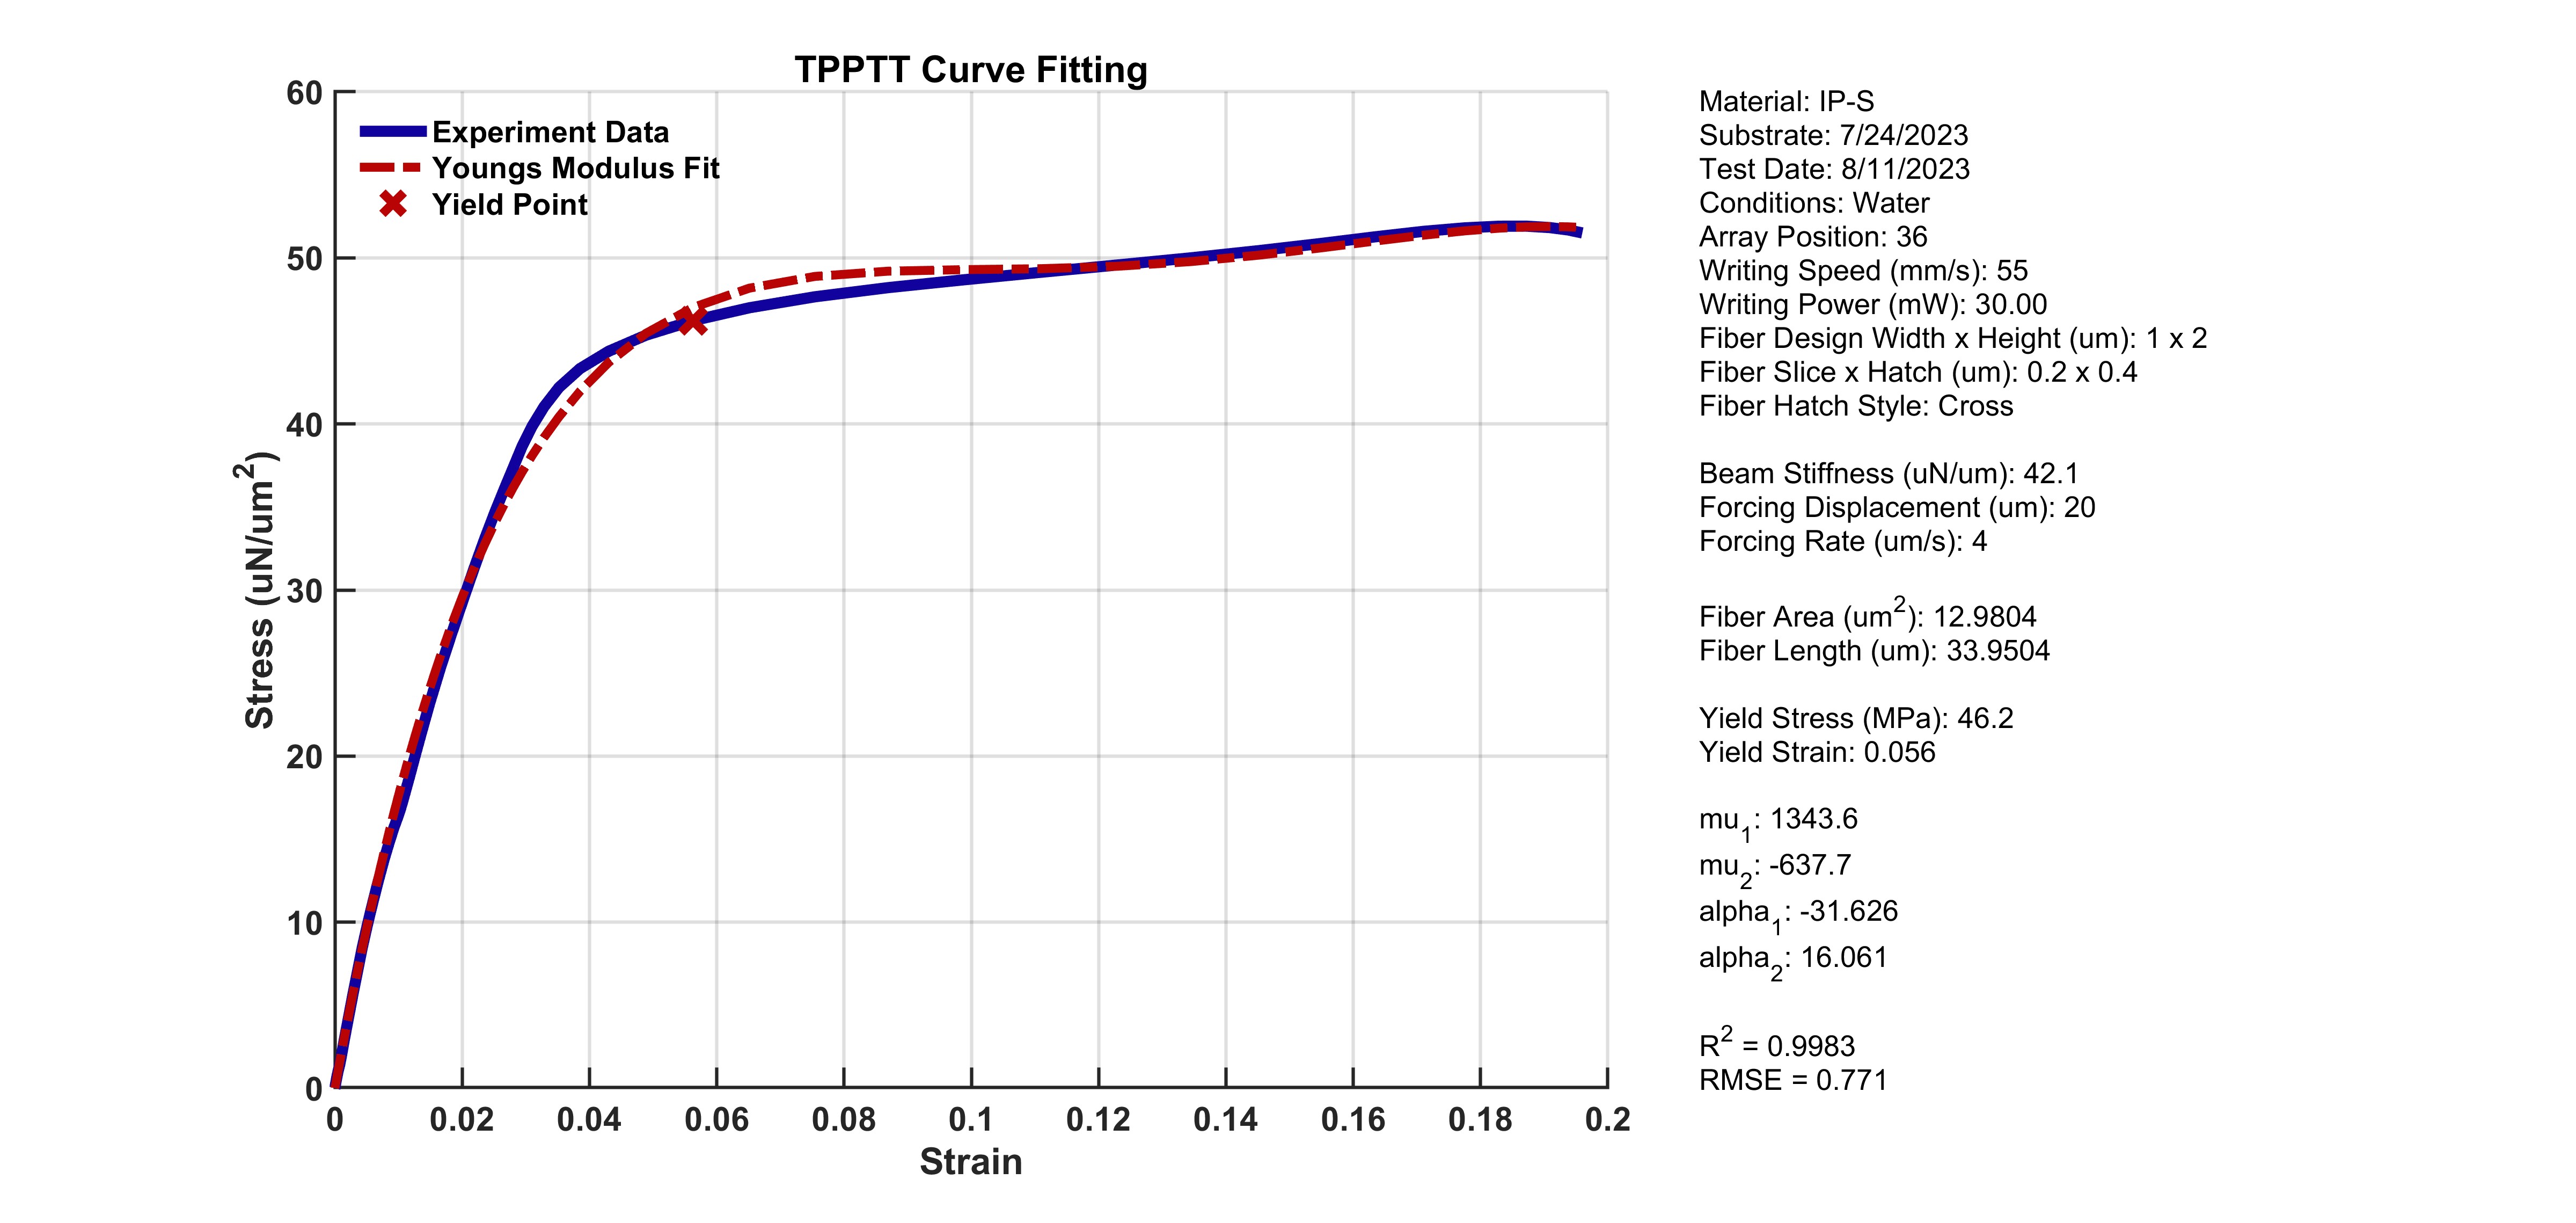 TPPTT Curve Fitting
60
50
40
30
20
10
0
Stress (uN/um²)
Experiment Data
Youngs Modulus Fit
Yield Point
0 0.02 0.04 0.06 0.08 0.1 0.12 0.14 0.16 0.18 0.2
Strain
Material: IP-S
Substrate: 7/24/2023
Test Date: 8/11/2023
Conditions: Water
Array Position: 36
Writing Speed (mm/s): 55
Writing Power (mW): 30.00
Fiber Design Width x Height (um): 1 x 2
Fiber Slice x Hatch (um): 0.2 x 0.4
Fiber Hatch Style: Cross
Beam Stiffness (uN/um): 42.1
Forcing Displacement (um): 20
Forcing Rate (um/s): 4
Fiber Area (um²): 12.9804
Fiber Length (um): 33.9504
Yield Stress (MPa): 46.2
Yield Strain: 0.056
mu₁: 1343.6
mu₂: -637.7
alpha₁: -31.626
alpha₂: 16.061
R² = 0.9983
RMSE = 0.771